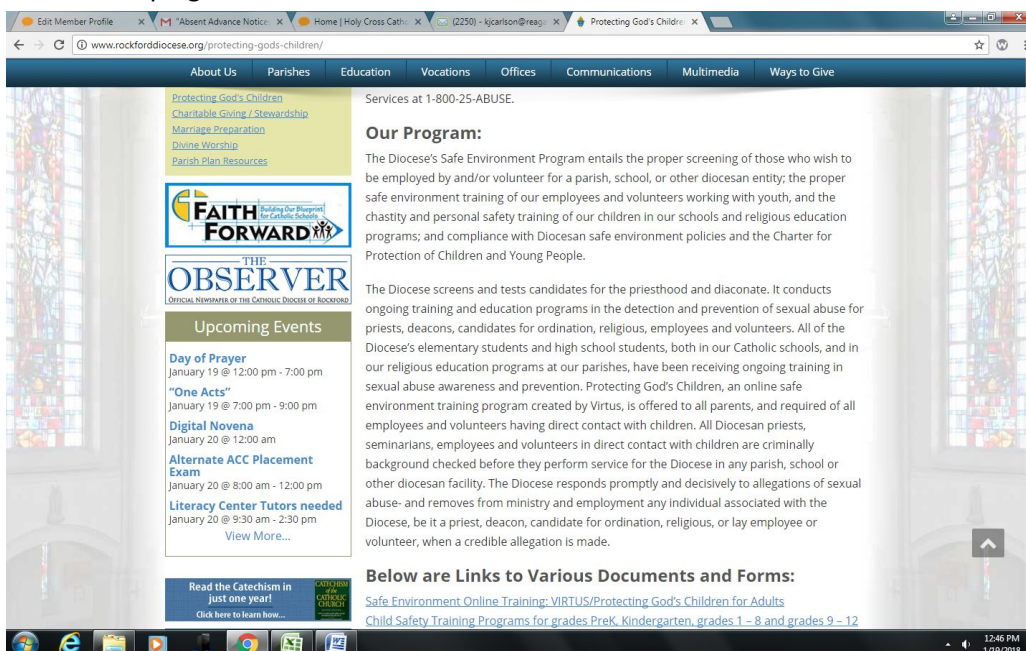 Edit Member Profile
"Absent Advance Notice
Home | Holy Cross Catho
(2250) - kjcarlson@reaga
Protecting God's Childre
www.rockforddiocese.org/protecting-gods-children/
About Us Parishes Education Vocations Offices Communications Multimedia Ways to Give
Protecting God's Children
Charitable Giving / Stewardship
Marriage Preparation
Divine Worship
Parish Plan Resources
FAITH Building Our Blueprint
for Catholic Schools
FORWARD
THE
OBSERVER
OFFICIAL NEWSPAPER OF THE CATHOLIC DIOCESE OF ROCKFORD
Upcoming Events
Day of Prayer
January 19 @ 12:00 pm - 7:00 pm
"One Acts"
January 19 @ 7:00 pm - 9:00 pm
Digital Novena
January 20 @ 12:00 am
Alternate ACC Placement
Exam
January 20 @ 8:00 am - 12:00 pm
Literacy Center Tutors needed
January 20 @ 9:30 am - 2:30 pm
View More...
Read the Catechism in
just one year!
Click here to learn how...
CATECHISM
of the
CATHOLIC
CHURCH
Services at 1-800-25-ABUSE.
Our Program:
The Diocese's Safe Environment Program entails the proper screening of those who wish to
be employed by and/or volunteer for a parish, school, or other diocesan entity; the proper
safe environment training of our employees and volunteers working with youth, and the
chastity and personal safety training of our children in our schools and religious education
programs; and compliance with Diocesan safe environment policies and the Charter for
Protection of Children and Young People.
The Diocese screens and tests candidates for the priesthood and diaconate. It conducts
ongoing training and education programs in the detection and prevention of sexual abuse for
priests, deacons, candidates for ordination, religious, employees and volunteers. All of the
Diocese's elementary students and high school students, both in our Catholic schools, and in
our religious education programs at our parishes, have been receiving ongoing training in
sexual abuse awareness and prevention. Protecting God's Children, an online safe
environment training program created by Virtus, is offered to all parents, and required of all
employees and volunteers having direct contact with children. All Diocesan priests,
seminarians, employees and volunteers in direct contact with children are criminally
background checked before they perform service for the Diocese in any parish, school or
other diocesan facility. The Diocese responds promptly and decisively to allegations of sexual
abuse- and removes from ministry and employment any individual associated with the
Diocese, be it a priest, deacon, candidate for ordination, religious, or lay employee or
volunteer, when a credible allegation is made.
Below are Links to Various Documents and Forms:
Safe Environment Online Training: VIRTUS/Protecting God's Children for Adults
Child Safety Training Programs for grades PreK, Kindergarten, grades 1 – 8 and grades 9 – 12
12:46 PM
1/19/2018